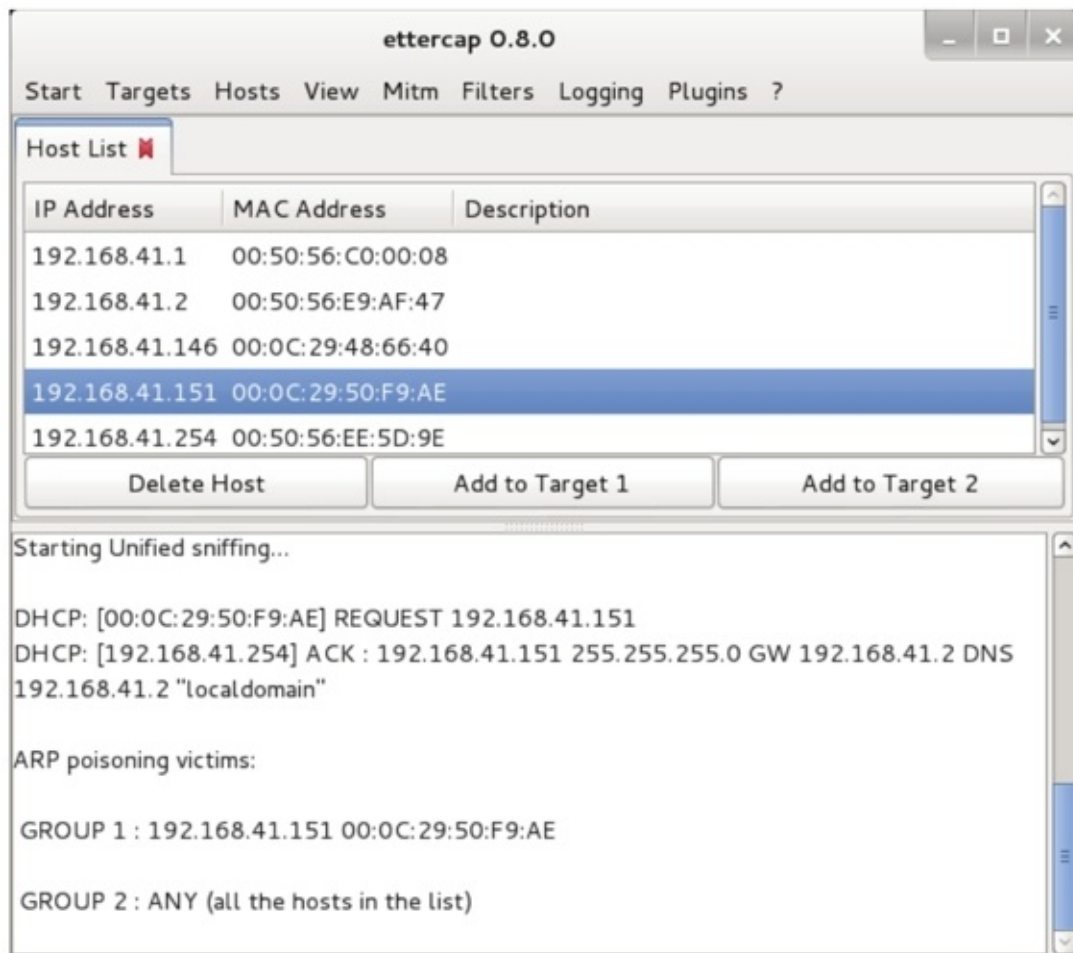 ettercap 0.8.0
Start Targets Hosts View Mitm Filters Logging Plugins ?
Host List
IP Address MAC Address Description
192.168.41.1 00:50:56:C0:00:08
192.168.41.2 00:50:56:E9:AF:47
192.168.41.146 00:0C:29:48:66:40
192.168.41.151 00:0C:29:50:F9:AE
192.168.41.254 00:50:56:EE:5D:9E
Delete Host Add to Target 1 Add to Target 2
Starting Unified sniffing...
DHCP: [00:0C:29:50:F9:AE] REQUEST 192.168.41.151
DHCP: [192.168.41.254] ACK : 192.168.41.151 255.255.255.0 GW 192.168.41.2 DNS
192.168.41.2 "localdomain"
ARP poisoning victims:
GROUP 1 : 192.168.41.151 00:0C:29:50:F9:AE
GROUP 2 : ANY (all the hosts in the list)